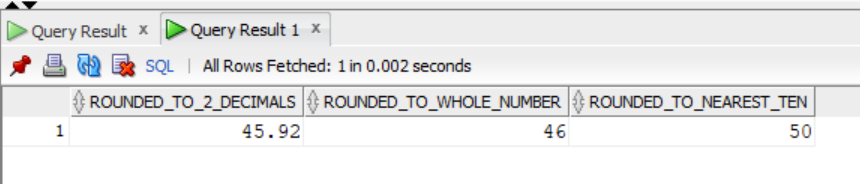 Query Result x Query Result 1 x
SQL | All Rows Fetched: 1 in 0.002 seconds
ROUNDED_TO_2_DECIMALS ROUNDED_TO_WHOLE_NUMBER ROUNDED_TO_NEAREST_TEN
1 45.92 46 50